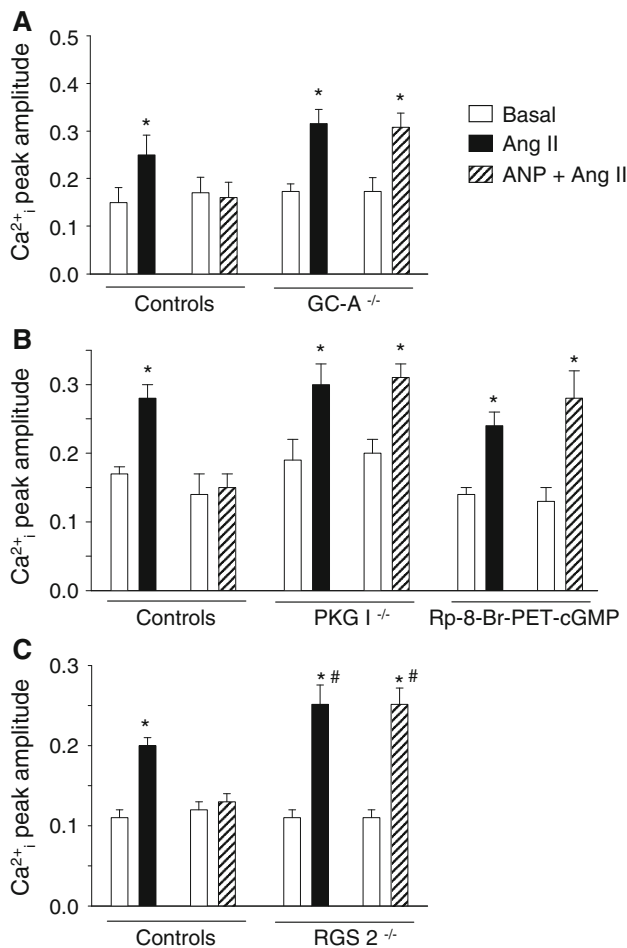 A
Ca²⁺ᵢ peak amplitude
0.5
0.4
0.3
0.2
0.1
0.0
*
*
*
Controls
GC-A -/-
Basal
Ang II
ANP + Ang II
B
Ca²⁺ᵢ peak amplitude
0.3
0.2
0.1
0.0
*
*
*
*
*
Controls
PKG I -/-
Rp-8-Br-PET-cGMP
C
Ca²⁺ᵢ peak amplitude
0.3
0.2
0.1
0.0
*
* #
* #
Controls
RGS 2 -/-